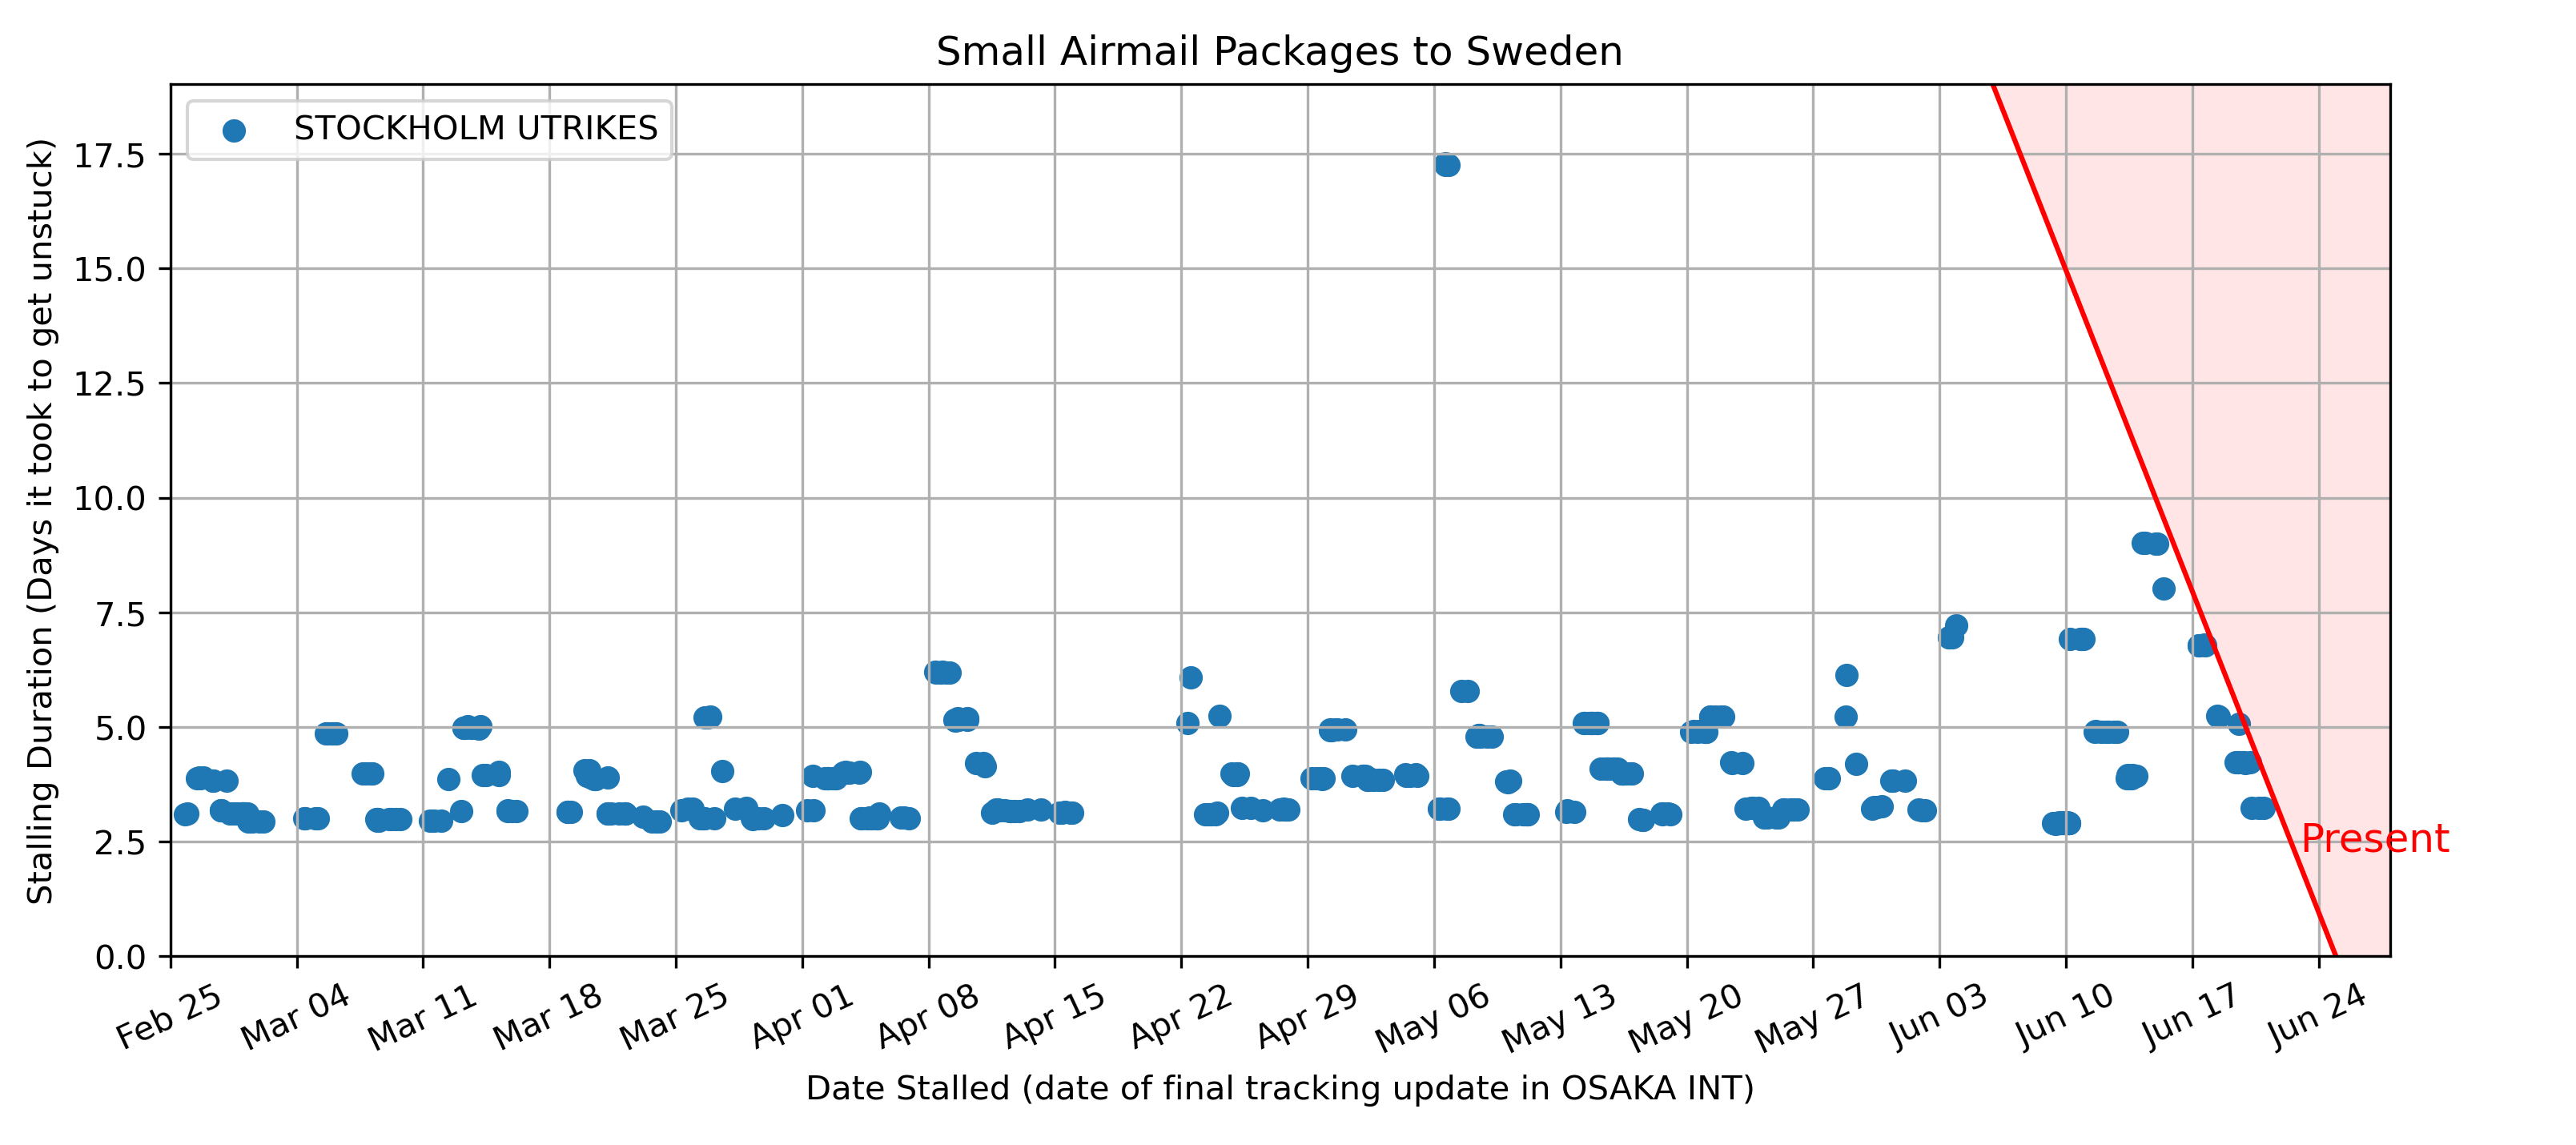 Small Airmail Packages to Sweden
STOCKHOLM UTRIKES
Stalling Duration (Days it took to get unstuck)
17.5
15.0
12.5
10.0
7.5
5.0
2.5
0.0
Present
Feb 25
Mar 04
Mar 11
Mar 18
Mar 25
Apr 01
Apr 08
Apr 15
Apr 22
Apr 29
May 06
May 13
May 20
May 27
Jun 03
Jun 10
Jun 17
Jun 24
Date Stalled (date of final tracking update in OSAKA INT)